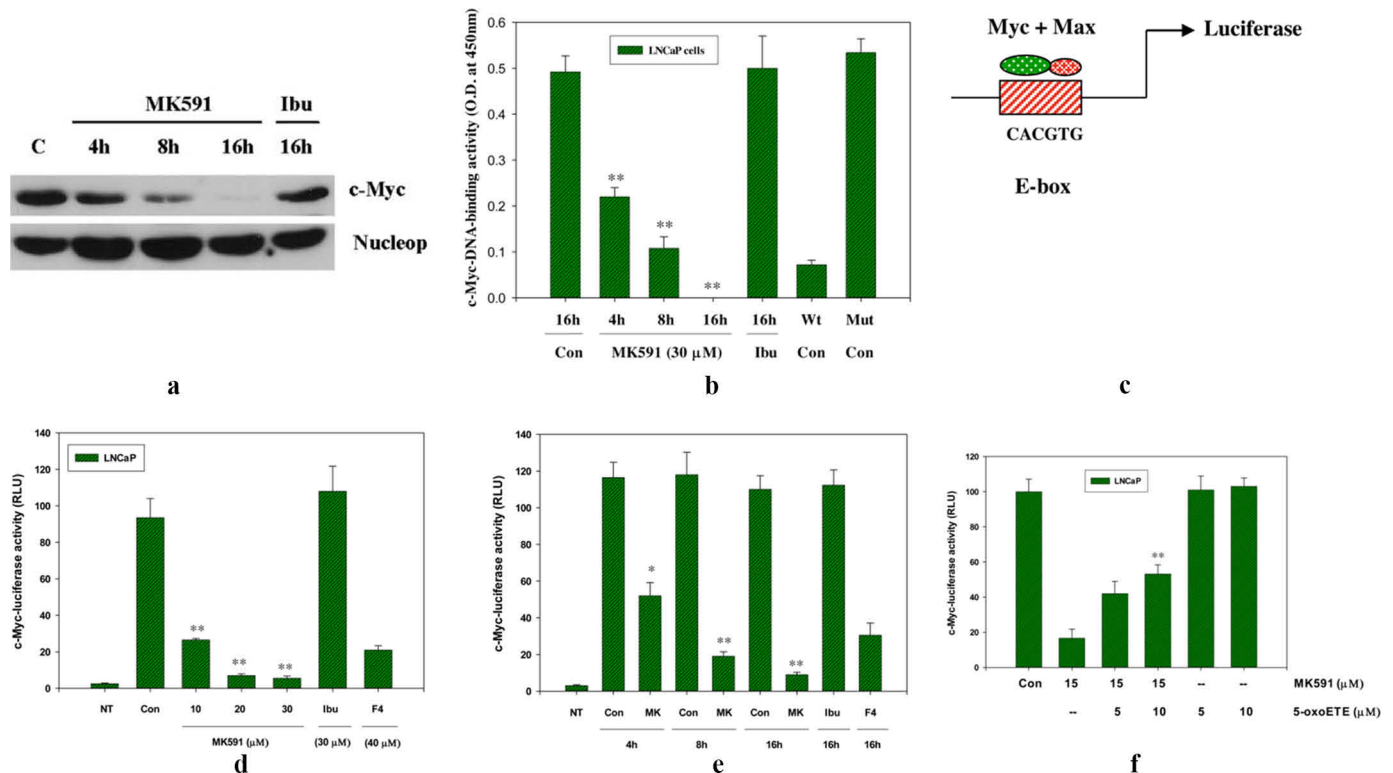 MK591 Ibu
C 4h 8h 16h 16h
c-Myc
Nucleop
a
c-Myc-DNA-binding activity (O.D. at 450nm)
0.6
0.5
0.4
0.3
0.2
0.1
0.0
LNCaP cells
** ** **
16h 4h 8h 16h 16h Wt Mut
Con MK591 (30 µM) Ibu Con Con
b
Myc + Max
Luciferase
CACGTG
E-box
c
c-Myc-luciferase activity (RLU)
140
120
100
80
60
40
20
0
LNCaP
** ** **
NT Con 10 20 30 Ibu F4
MK591 (µM) (30 µM) (40 µM)
d
c-Myc-luciferase activity (RLU)
140
120
100
80
60
40
20
0
* ** **
NT Con MK Con MK Con MK Ibu F4
4h 8h 16h 16h 16h
e
c-Myc-luciferase activity (RLU)
120
100
80
60
40
20
0
LNCaP
**
Con 15 15 15 -- -- MK591 (µM)
-- 5 10 5 10 5-oxoETE (µM)
f